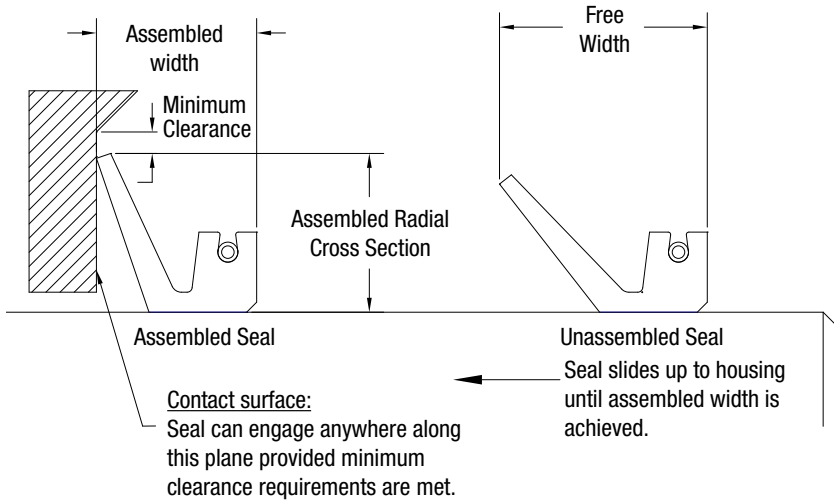 Assembled
width
Free
Width
Minimum
Clearance
Assembled Radial
Cross Section
Assembled Seal
Unassembled Seal
Seal slides up to housing
until assembled width is
achieved.
Contact surface:
Seal can engage anywhere along
this plane provided minimum
clearance requirements are met.